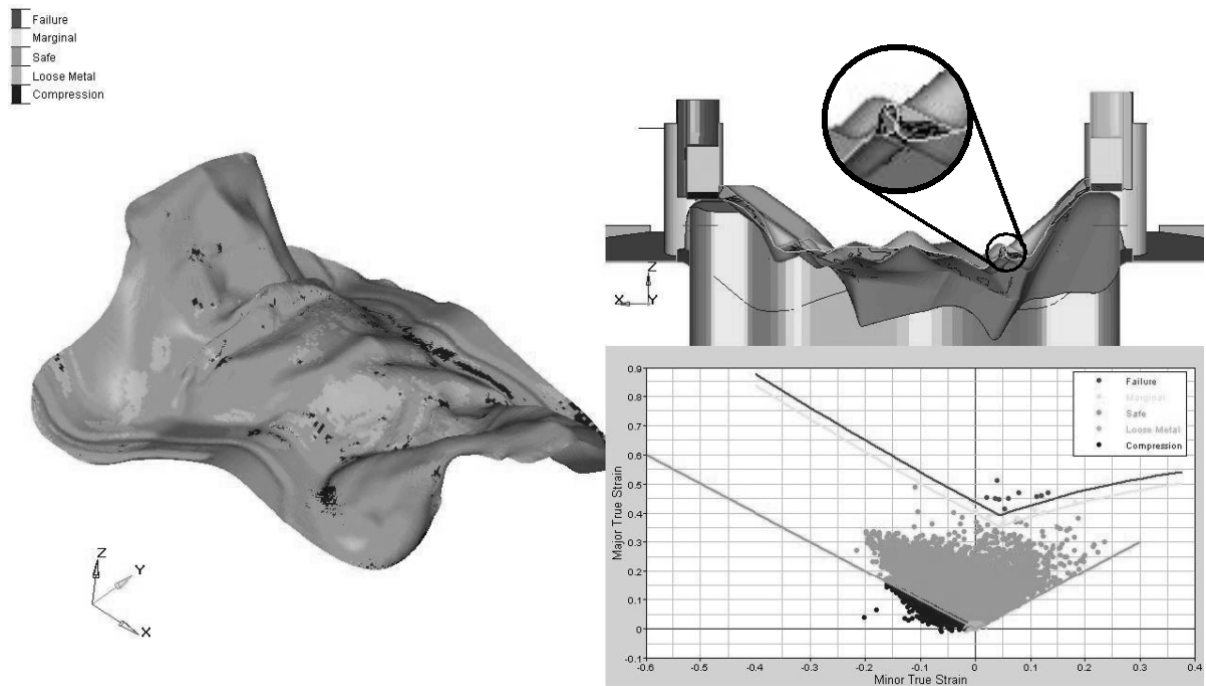 Failure
Marginal
Safe
Loose Metal
Compression
Z
Y
X
Z
X
Y
0.9
0.8
0.7
0.6
0.5
0.4
0.3
0.2
0.1
0
-0.1
Major True Strain
-0.6
-0.5
-0.4
-0.3
-0.2
-0.1
0
0.1
0.2
0.3
0.4
Minor True Strain
Failure
Marginal
Safe
Loose Metal
Compression